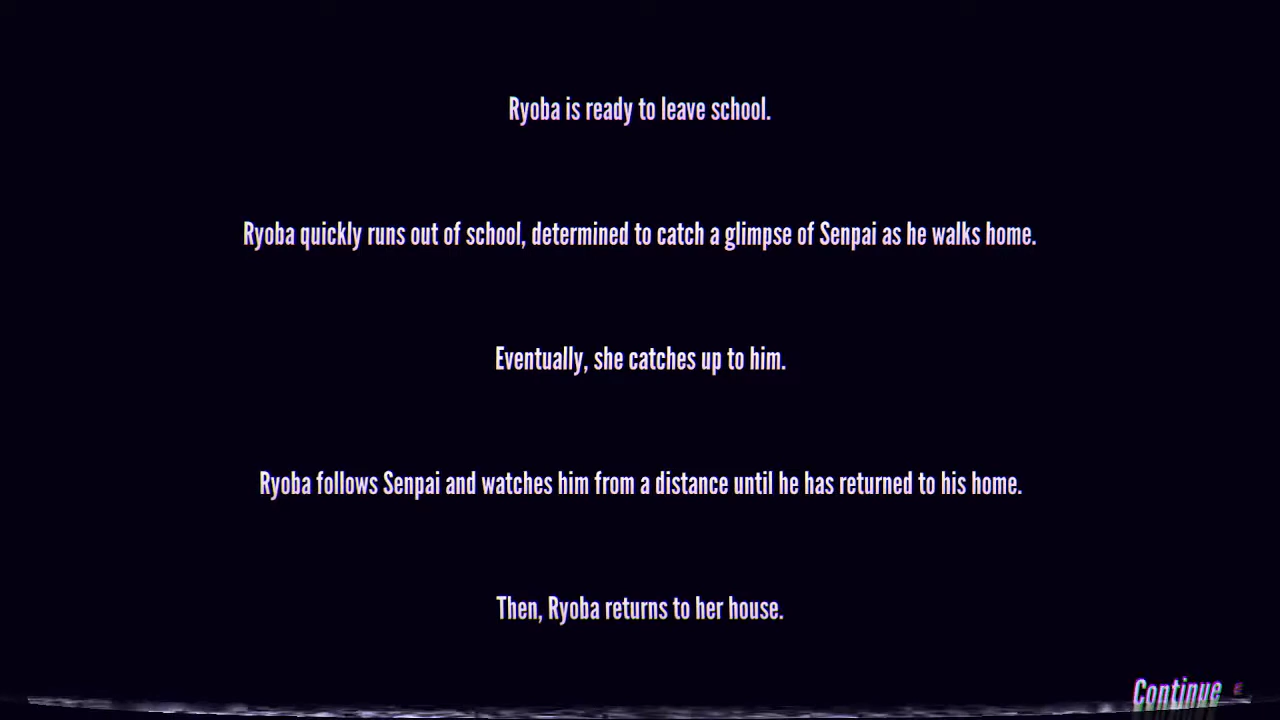 Ryoba is ready to leave school.
Ryoba quickly runs out of school, determined to catch a glimpse of Senpai as he walks home.
Eventually, she catches up to him.
Ryoba follows Senpai and watches him from a distance until he has returned to his home.
Then, Ryoba returns to her house.
Continue